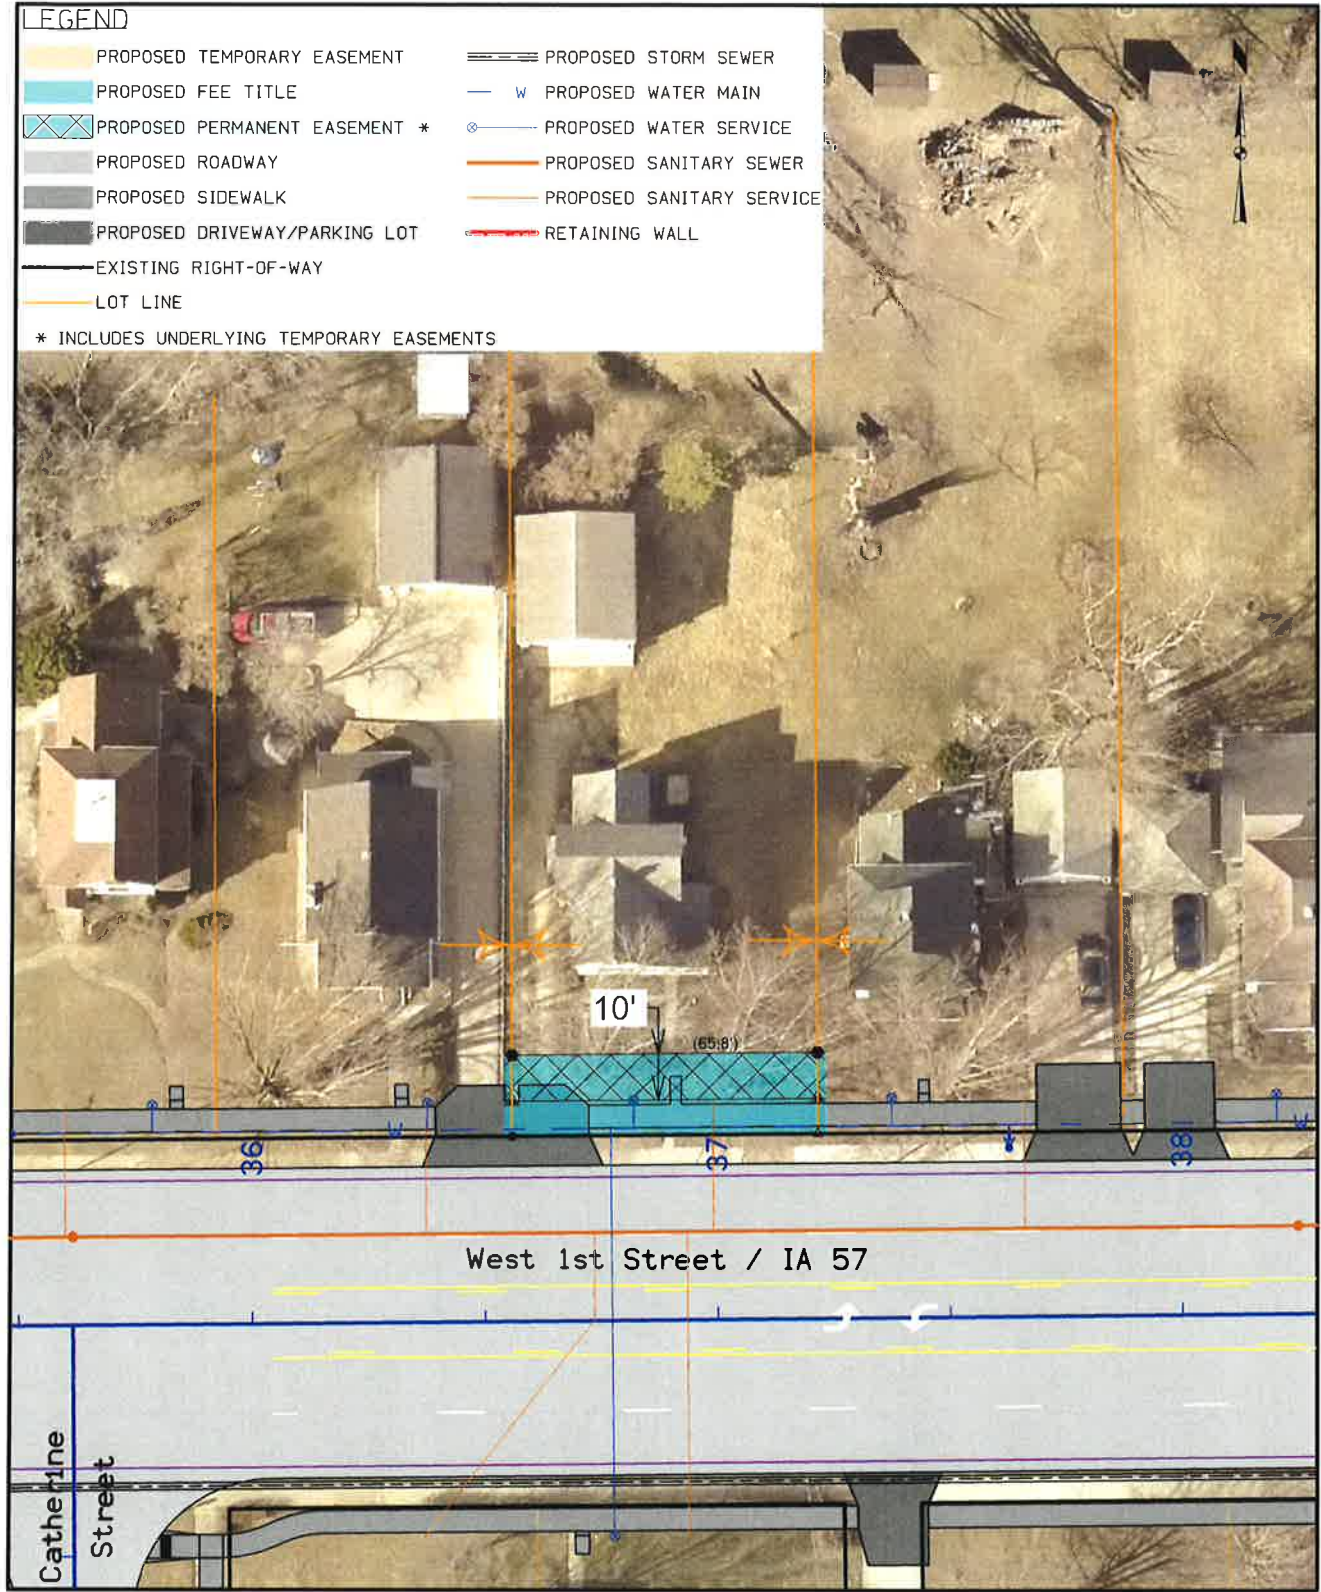 LEGEND
PROPOSED TEMPORARY EASEMENT
PROPOSED FEE TITLE
PROPOSED PERMANENT EASEMENT *
PROPOSED ROADWAY
PROPOSED SIDEWALK
PROPOSED DRIVEWAY/PARKING LOT
EXISTING RIGHT-OF-WAY
LOT LINE
* INCLUDES UNDERLYING TEMPORARY EASEMENTS
PROPOSED STORM SEWER
W PROPOSED WATER MAIN
PROPOSED WATER SERVICE
PROPOSED SANITARY SEWER
PROPOSED SANITARY SERVICE
RETAINING WALL
10'
(65.8')
W
W
36
37
38
West 1st Street / IA 57
Catherine
Street